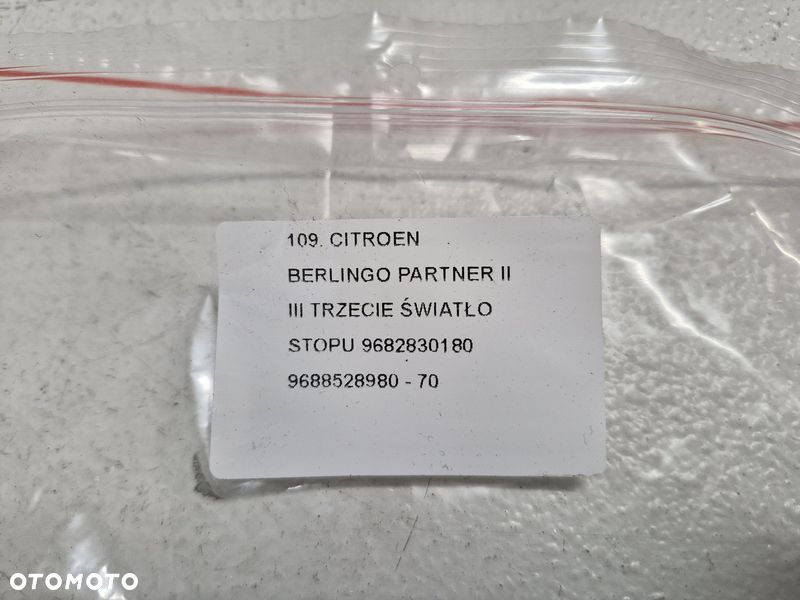 109. CITROEN
BERLINGO PARTNER II
III TRZECIE ŚWIATŁO
STOPU 9682830180
9688528980 - 70
OTOMOTO